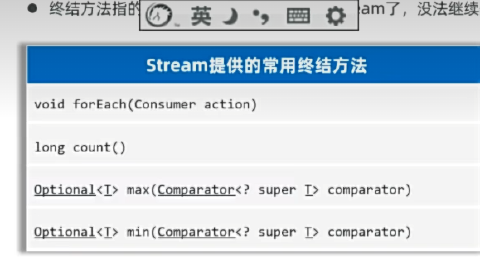 ● 终结方法指的
英
eam了，没法继续
Stream提供的常用终结方法
void forEach(Consumer action)
long count()
Optional<T> max(Comparator<? super T> comparator)
Optional<T> min(Comparator<? super T> comparator)